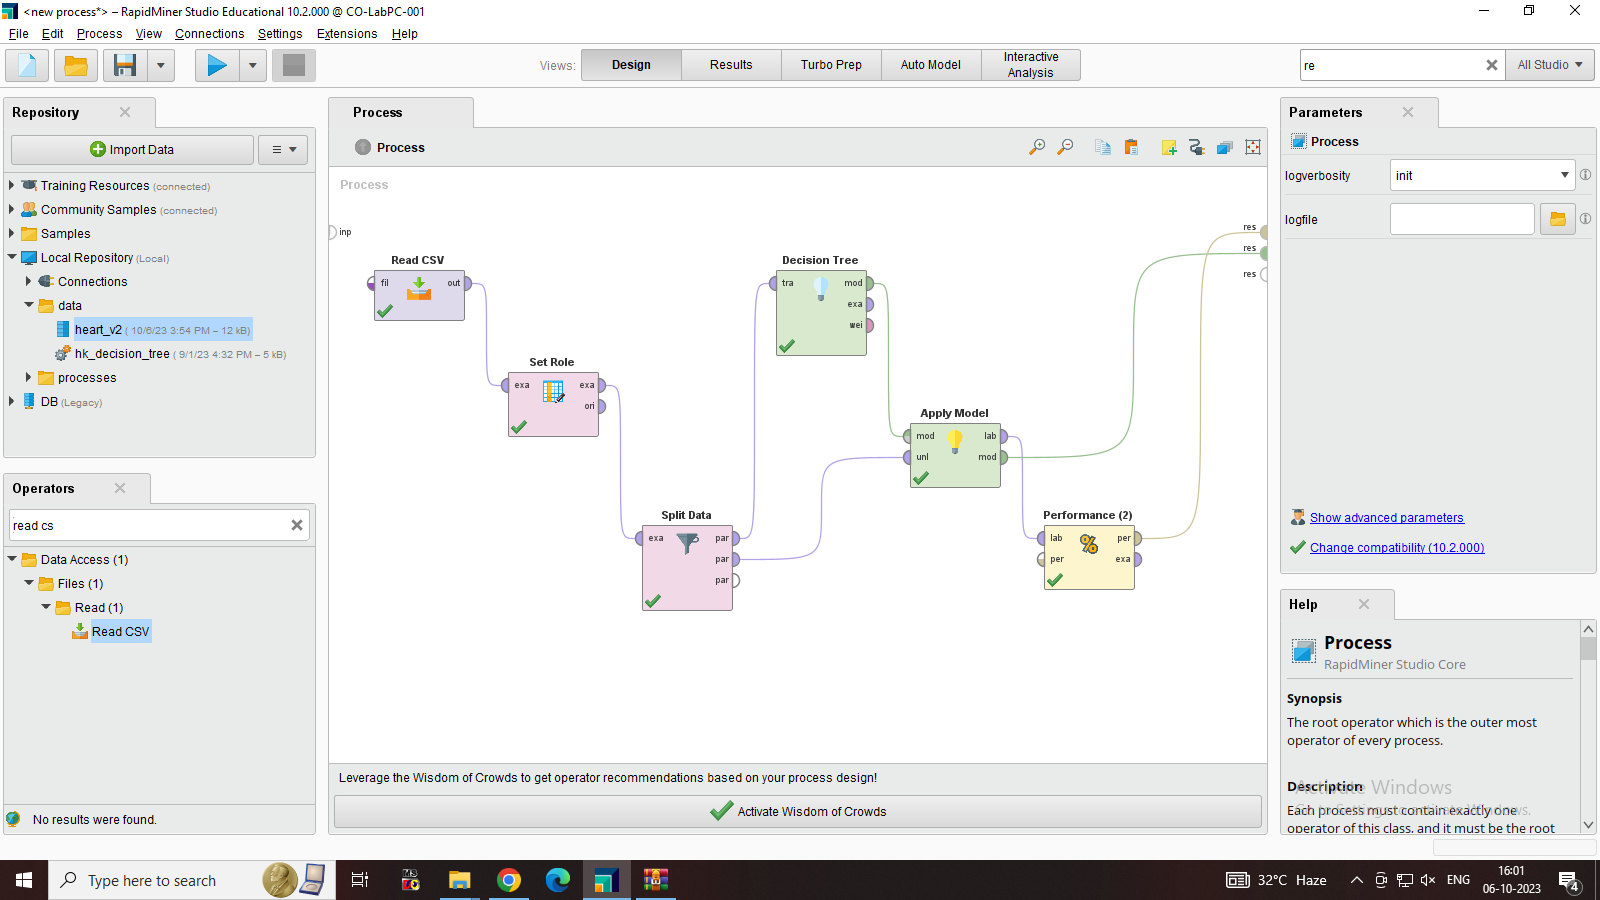 <new process*> – RapidMiner Studio Educational 10.2.000 @ CO-LabPC-001
File Edit Process View Connections Settings Extensions Help
Views: Design Results Turbo Prep Auto Model Interactive Analysis
re
All Studio
Repository
Import Data
Training Resources (connected)
Community Samples (connected)
Samples
Local Repository (Local)
Connections
data
heart_v2 ( 10/6/23 3:54 PM – 12 kB)
hk_decision_tree ( 9/1/23 4:32 PM – 5 kB)
processes
DB (Legacy)
Operators
read cs
Data Access (1)
Files (1)
Read (1)
Read CSV
No results were found.
Process
Process
Process
inp
res
res
res
Read CSV
fil out
Set Role
exa exa
ori
Split Data
exa par
par
par
Decision Tree
tra mod
exa
wei
Apply Model
mod lab
unl mod
Performance (2)
lab per
per exa
Leverage the Wisdom of Crowds to get operator recommendations based on your process design!
Activate Wisdom of Crowds
Parameters
Process
logverbosity init
logfile
Show advanced parameters
Change compatibility (10.2.000)
Help
Process
RapidMiner Studio Core
Synopsis
The root operator which is the outer most
operator of every process.
Description
Each process must contain exactly one
operator of this class, and it must be the root
Activate Windows
Go to Settings to activate Windows.
Type here to search
32°C Haze
ENG
16:01
06-10-2023
4